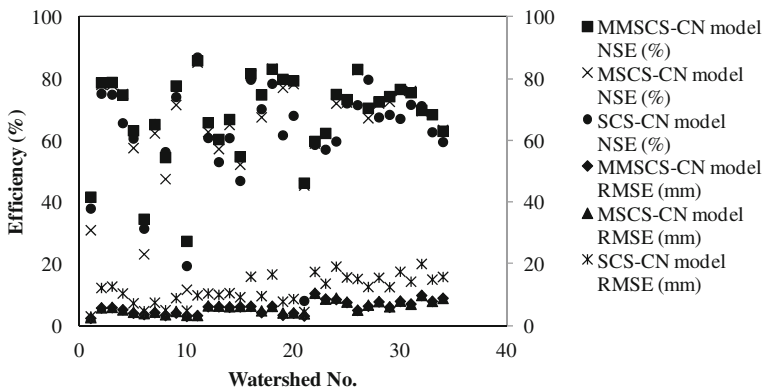 100
80
60
40
20
0
Efficiency (%)
0
10
20
30
40
Watershed No.
100
80
60
40
20
0
MMSCS-CN model
NSE (%)
MSCS-CN model
NSE (%)
SCS-CN model
NSE (%)
MMSCS-CN model
RMSE (mm)
MSCS-CN model
RMSE (mm)
SCS-CN model
RMSE (mm)